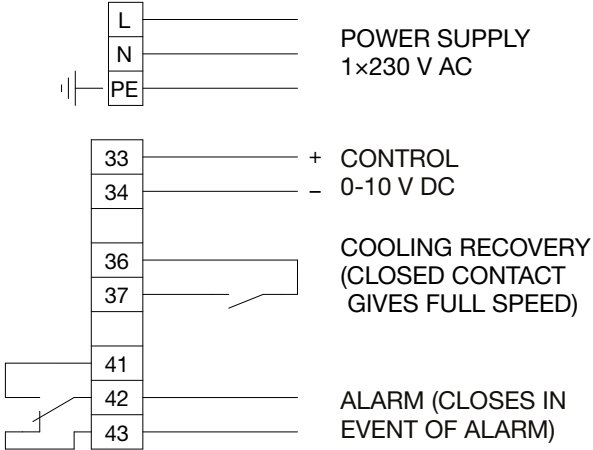 L
N
PE
POWER SUPPLY
1×230 V AC
33
34
+
–
CONTROL
0-10 V DC
36
37
COOLING RECOVERY
(CLOSED CONTACT
GIVES FULL SPEED)
41
42
43
ALARM (CLOSES IN
EVENT OF ALARM)